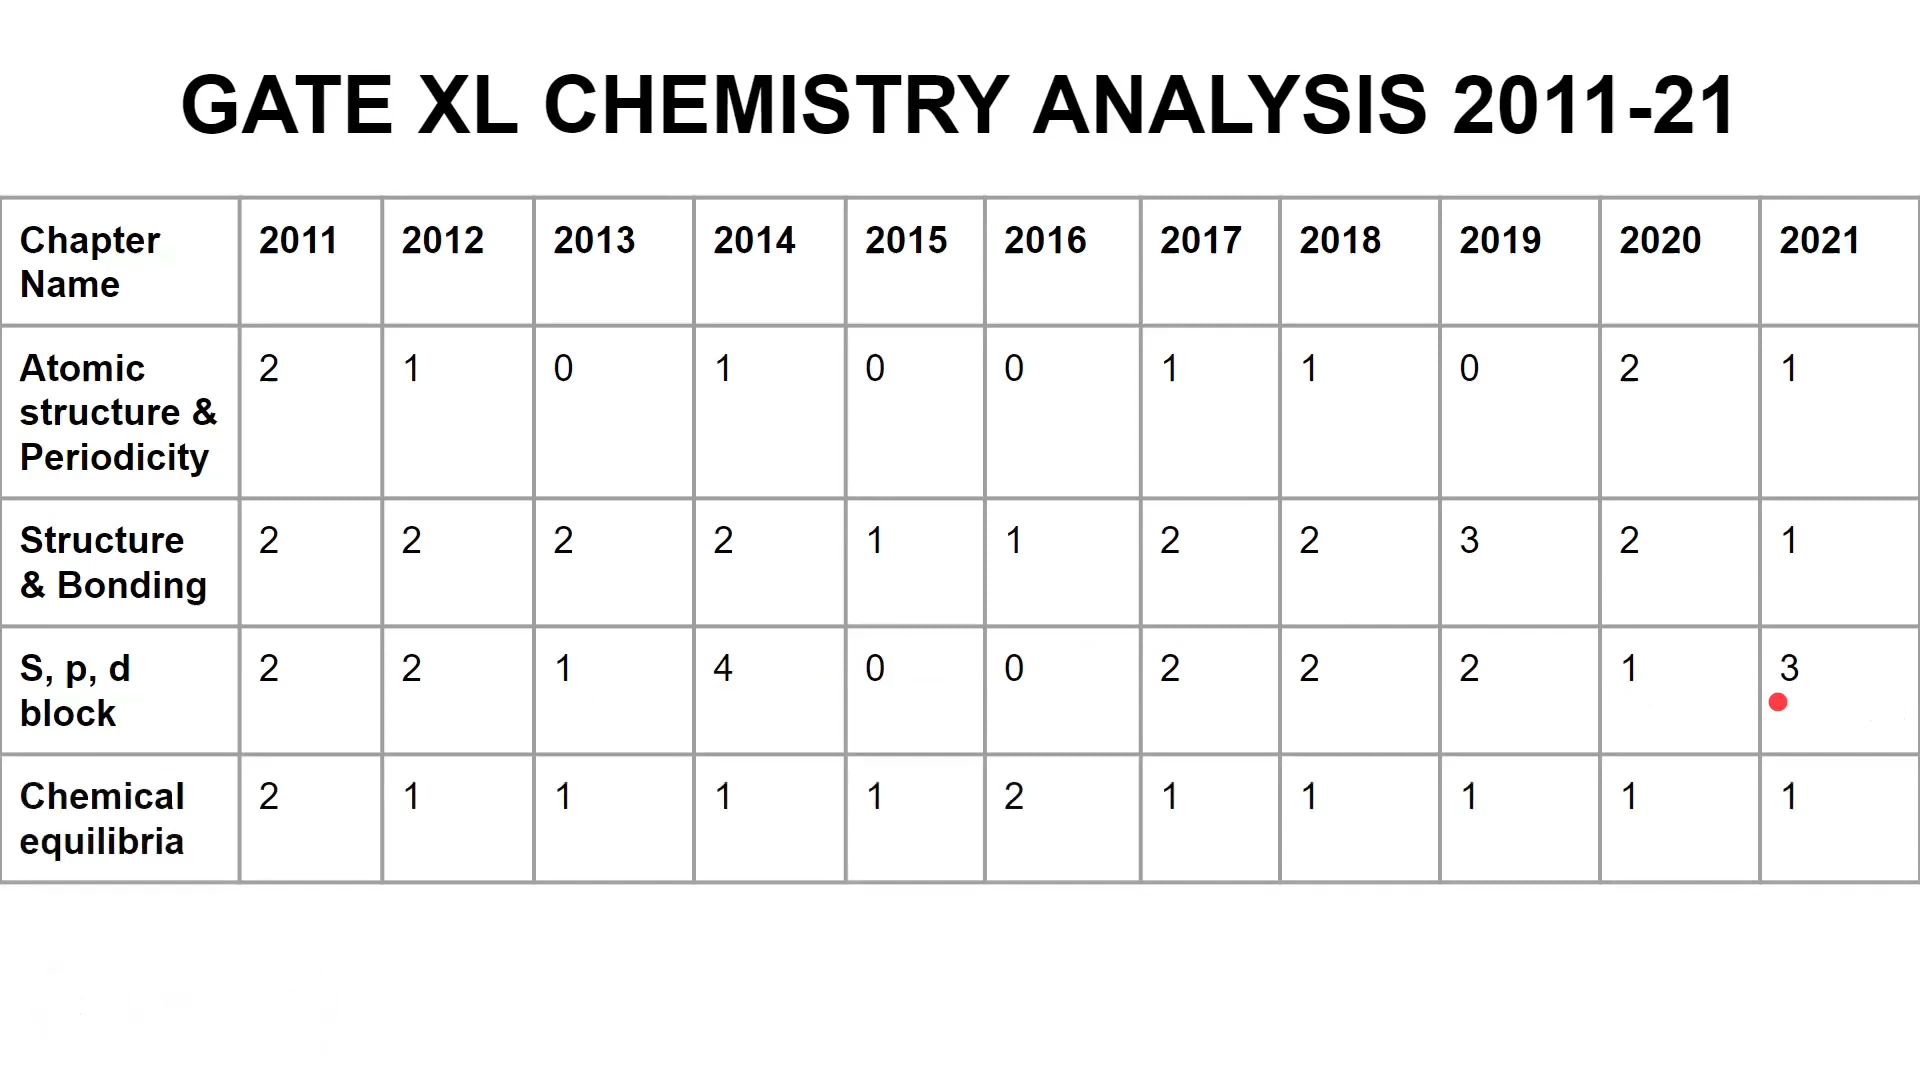 GATE XL CHEMISTRY ANALYSIS 2011-21
Chapter Name 2011 2012 2013 2014 2015 2016 2017 2018 2019 2020 2021
Atomic structure & Periodicity 2 1 0 1 0 0 1 1 0 2 1
Structure & Bonding 2 2 2 2 1 1 2 2 3 2 1
S, p, d block 2 2 1 4 0 0 2 2 2 1 3
Chemical equilibria 2 1 1 1 1 2 1 1 1 1 1